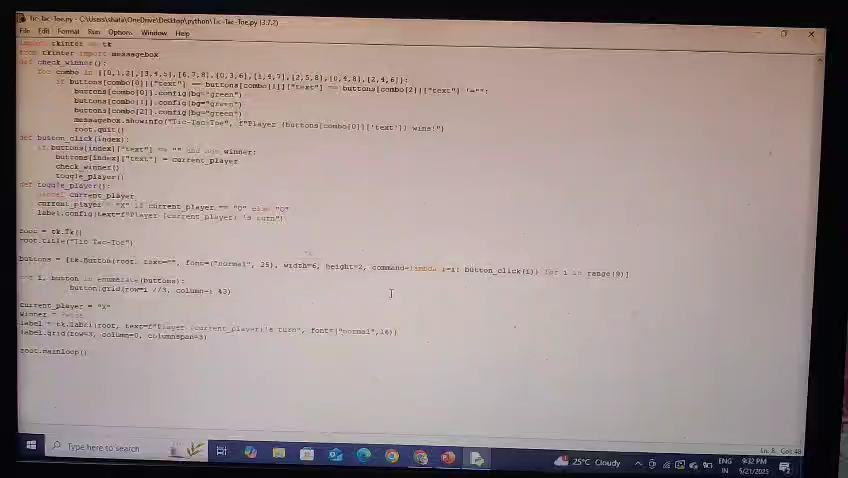 Tic-Tac-Toe.py - C:\Users\shata\OneDrive\Desktop\python\Tic-Tac-Toe.py (3.7.2)
File Edit Format Run Options Window Help
import tkinter as tk
from tkinter import messagebox
def check_winner():
for combo in [[0,1,2],[3,4,5],[6,7,8],[0,3,6],[1,4,7],[2,5,8],[0,4,8],[2,4,6]]:
if buttons[combo[0]]["text"] == buttons[combo[1]]["text"] == buttons[combo[2]]["text"] !="":
buttons[combo[0]].config(bg="green")
buttons[combo[1]].config(bg="green")
buttons[combo[2]].config(bg="green")
messagebox.showinfo("Tic-Tac-Toe", f"Player {buttons[combo[0]]['text']} wins!")
root.quit()
def button_click(index):
if buttons[index]["text"] == "" and not winner:
buttons[index]["text"] = current_player
check_winner()
toggle_player()
def toggle_player():
global current_player
current_player = "X" if current_player == "O" else "O"
label.config(text=f"Player {current_player} 's turn")
root = tk.Tk()
root.title("Tic-Tac-Toe")
buttons = [tk.Button(root, text="", font=("normal", 25), width=6, height=2, command=lambda i=i: button_click(i)) for i in range(9)]
for i, button in enumerate(buttons):
button.grid(row=i //3, column=i %3)
current_player = "X"
winner = False
label = tk.Label(root, text=f"Player {current_player}'s turn", font=("normal",16))
label.grid(row=3, column=0, columnspan=3)
root.mainloop()
Ln: 8 Col: 48
Type here to search
25°C Cloudy
ENG
IN
9:32 PM
5/21/2025